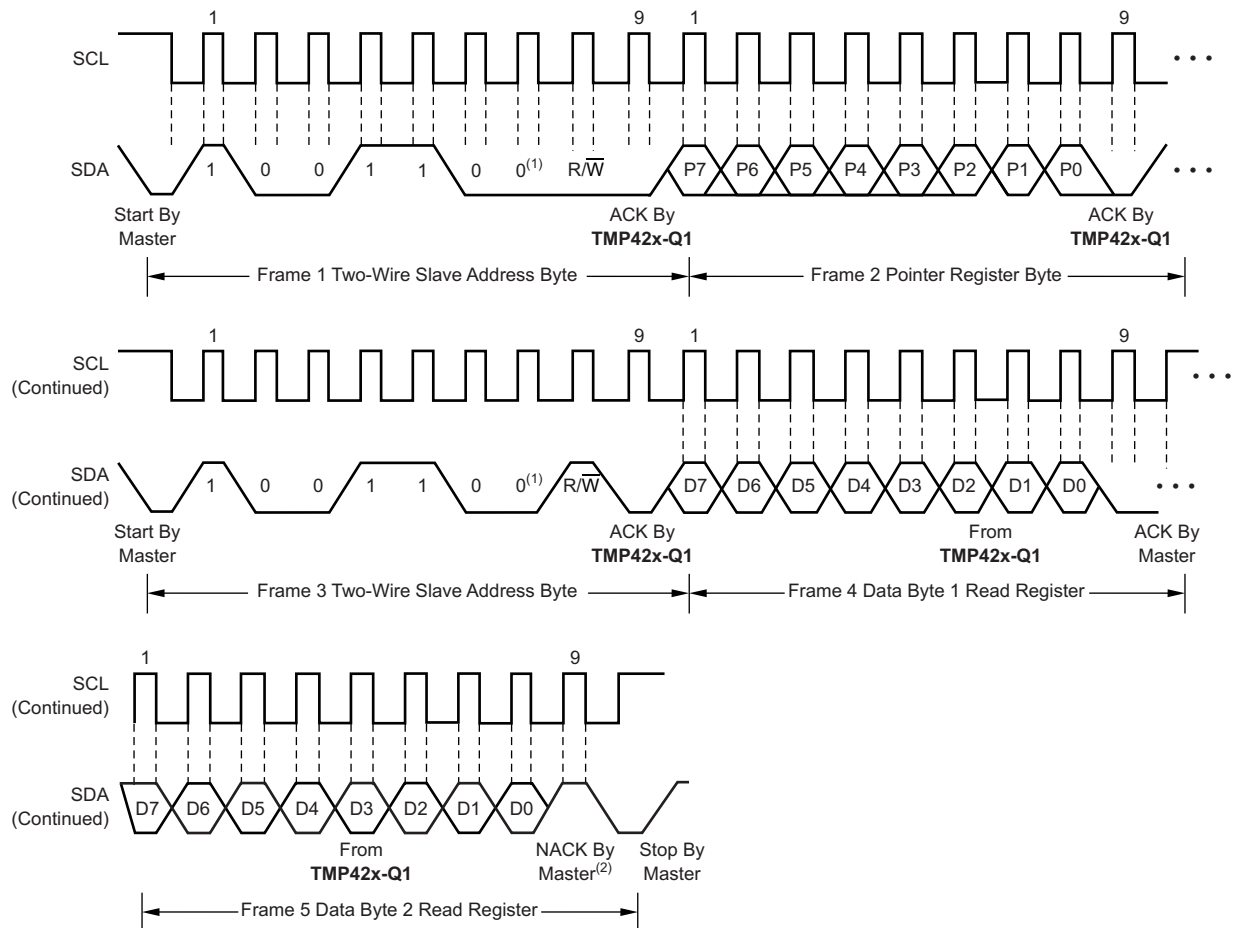 1 9 1 9
SCL
SDA 1 0 0 1 1 0 0(1) R/W̅ P7 P6 P5 P4 P3 P2 P1 P0
Start By Master
ACK By TMP42x-Q1
ACK By TMP42x-Q1
Frame 1 Two-Wire Slave Address Byte
Frame 2 Pointer Register Byte
1 9 1 9
SCL
(Continued)
SDA
(Continued)
1 0 0 1 1 0 0(1) R/W̅ D7 D6 D5 D4 D3 D2 D1 D0
Start By Master
ACK By TMP42x-Q1
From TMP42x-Q1
ACK By Master
Frame 3 Two-Wire Slave Address Byte
Frame 4 Data Byte 1 Read Register
1 9
SCL
(Continued)
SDA
(Continued)
D7 D6 D5 D4 D3 D2 D1 D0
From TMP42x-Q1
NACK By Master(2)
Stop By Master
Frame 5 Data Byte 2 Read Register